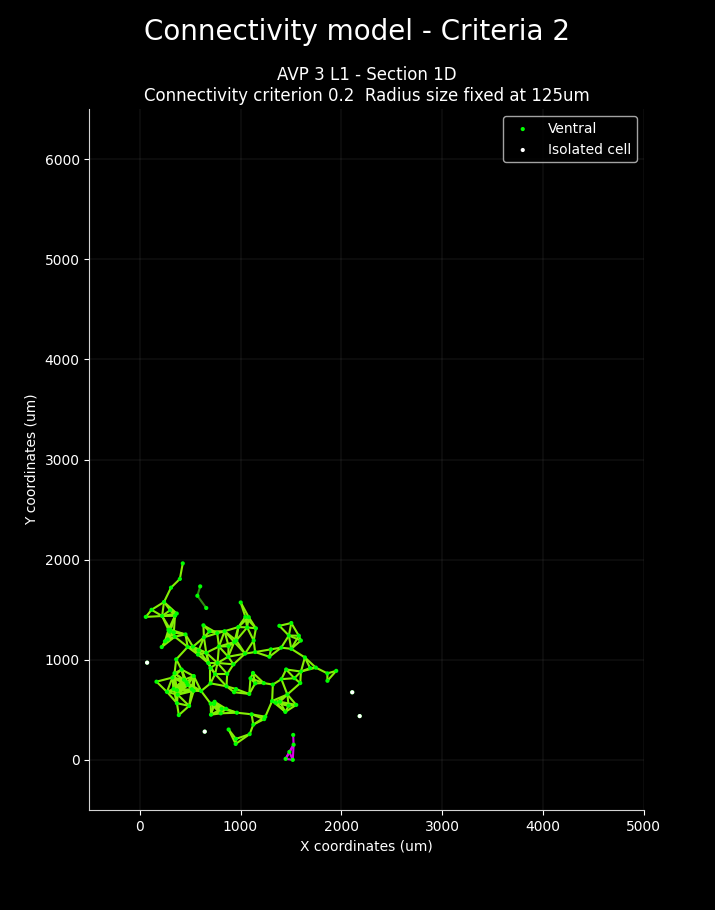 Connectivity model - Criteria 2
AVP 3 L1 - Section 1D
Connectivity criterion 0.2  Radius size fixed at 125um
Ventral
Isolated cell
6000
5000
4000
3000
2000
1000
0
Y coordinates (um)
0 1000 2000 3000 4000 5000
X coordinates (um)